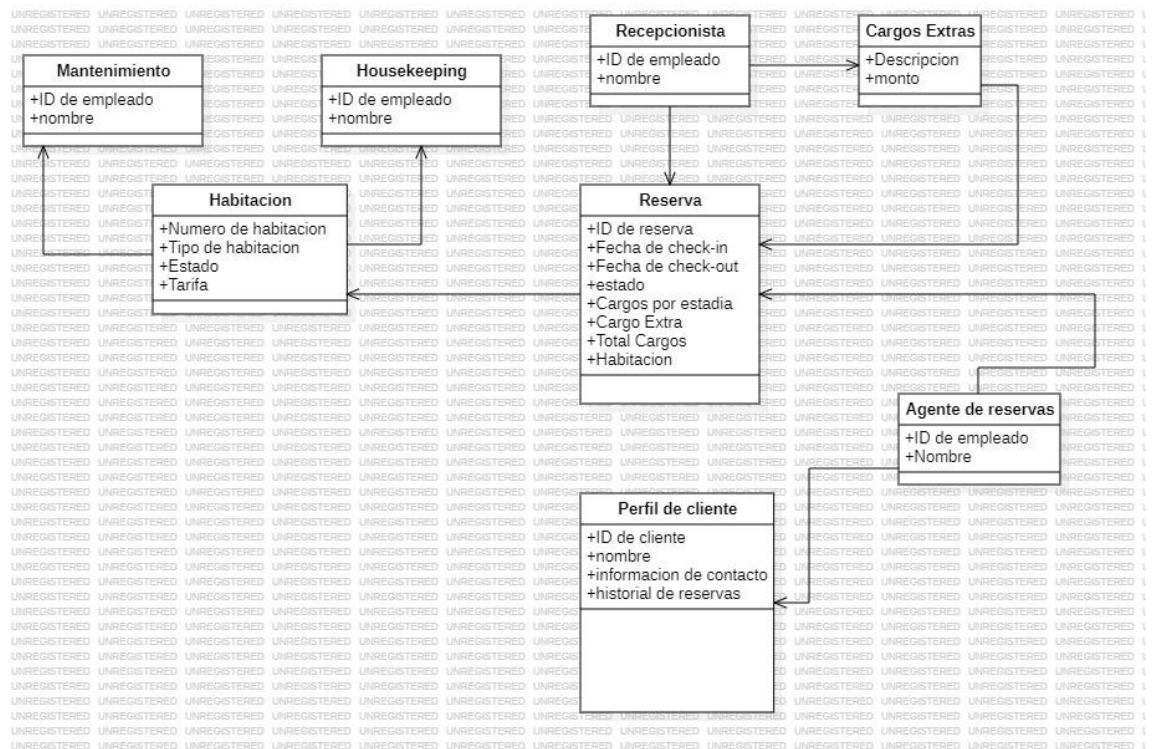 Recepcionista
+ID de empleado
+nombre
Cargos Extras
+Descripcion
+monto
Mantenimiento
+ID de empleado
+nombre
Housekeeping
+ID de empleado
+nombre
Habitacion
+Numero de habitacion
+Tipo de habitacion
+Estado
+Tarifa
Reserva
+ID de reserva
+Fecha de check-in
+Fecha de check-out
+estado
+Cargos por estadia
+Cargo Extra
+Total Cargos
+Habitacion
Agente de reservas
+ID de empleado
+Nombre
Perfil de cliente
+ID de cliente
+nombre
+informacion de contacto
+historial de reservas
UNREGISTERED